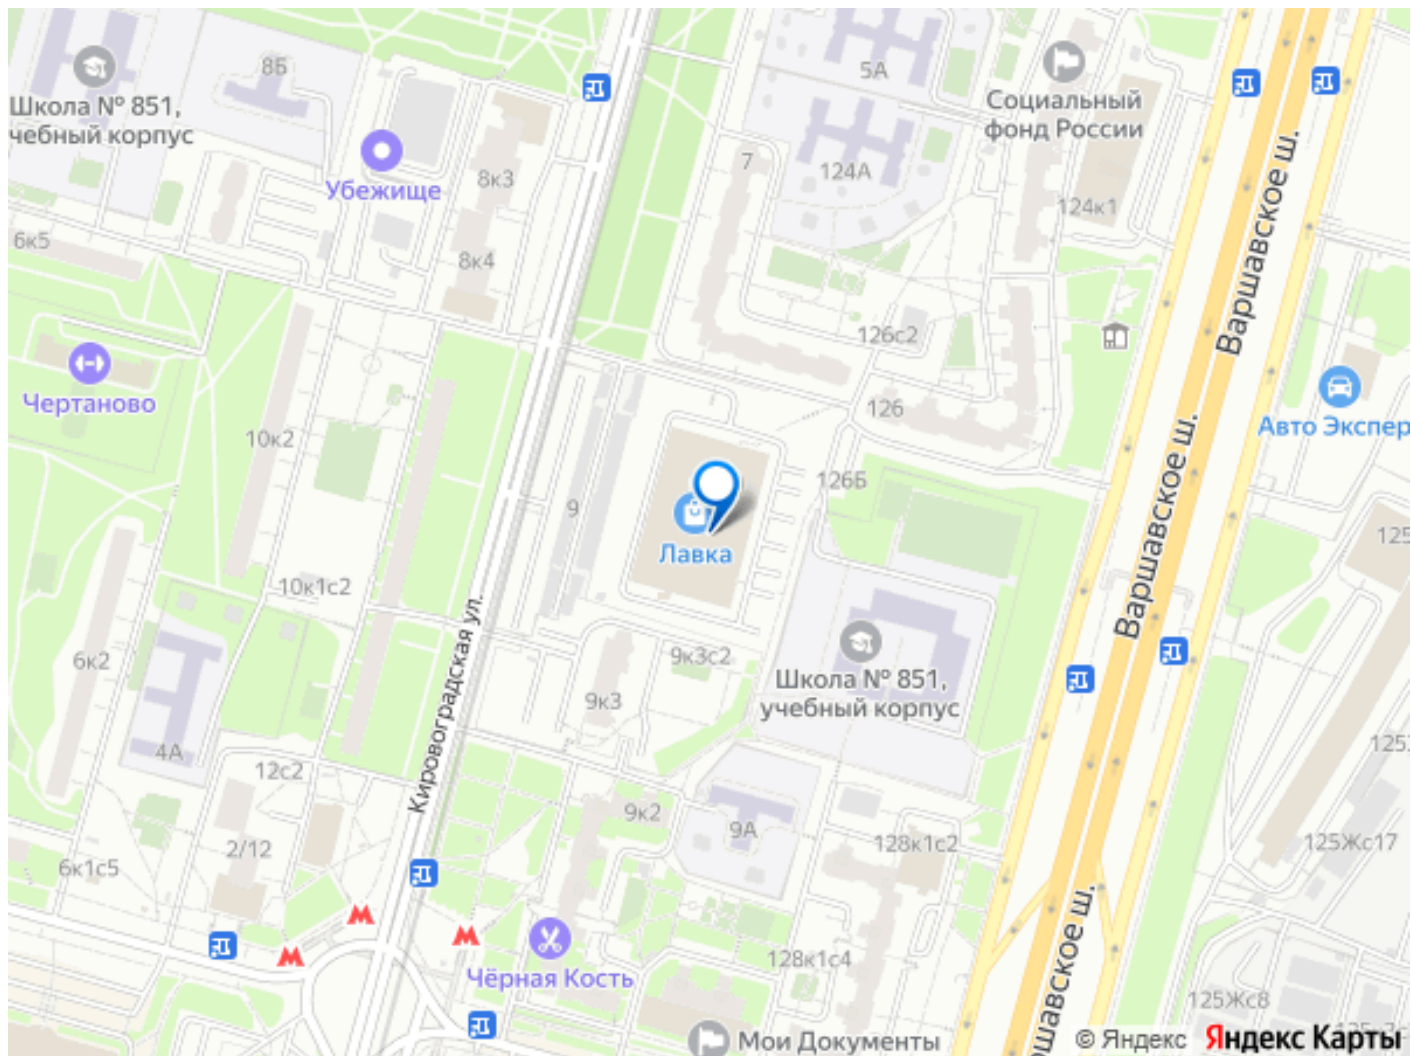 8Б
5А
Школа № 851,
чебный корпус
Социальный
фонд России
Убежище
8к3
7
124А
124к1
Варшавское ш.
6к5
8к4
126с2
Чертаново
10к2
126
Авто Экспер
126Б
9
Лавка
Варшавское ш.
125
10к1с2
Кировоградская ул.
6к2
9к3с2
Школа № 851,
учебный корпус
9к3
4А
12с2
9к2
9А
128к1с2
125Жс17
2/12
6к1с5
Варшавское ш.
Чёрная Кость
128к1с4
125Жс8
Мои Документы
© Яндекс
Яндекс Карты